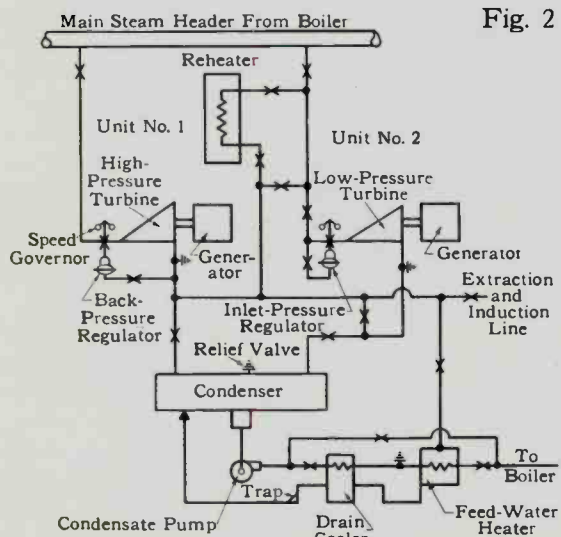 Main Steam Header From Boiler
Fig. 2
Reheater
Unit No. 1
Unit No. 2
High-
Pressure
Turbine
Low-Pressure
Turbine
Speed
Governor
Gener-
ator
Generator
Back-
Pressure
Regulator
Inlet-Pressure
Regulator
Extraction
and
Induction
Line
Relief Valve
Condenser
To
Boiler
Trap
Condensate Pump
Drain
Cooler
Feed-Water
Heater